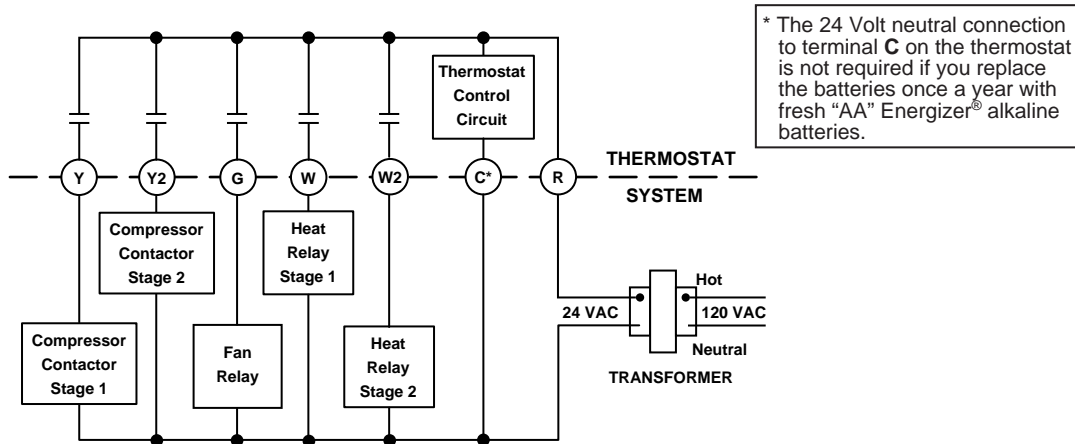 * The 24 Volt neutral connection
to terminal C on the thermostat
is not required if you replace
the batteries once a year with
fresh “AA” Energizer® alkaline
batteries.
Thermostat
Control
Circuit
THERMOSTAT
Y
Y2
G
W
W2
C*
R
SYSTEM
Compressor
Contactor
Stage 2
Heat
Relay
Stage 1
Hot
24 VAC
120 VAC
Neutral
TRANSFORMER
Compressor
Contactor
Stage 1
Fan
Relay
Heat
Relay
Stage 2